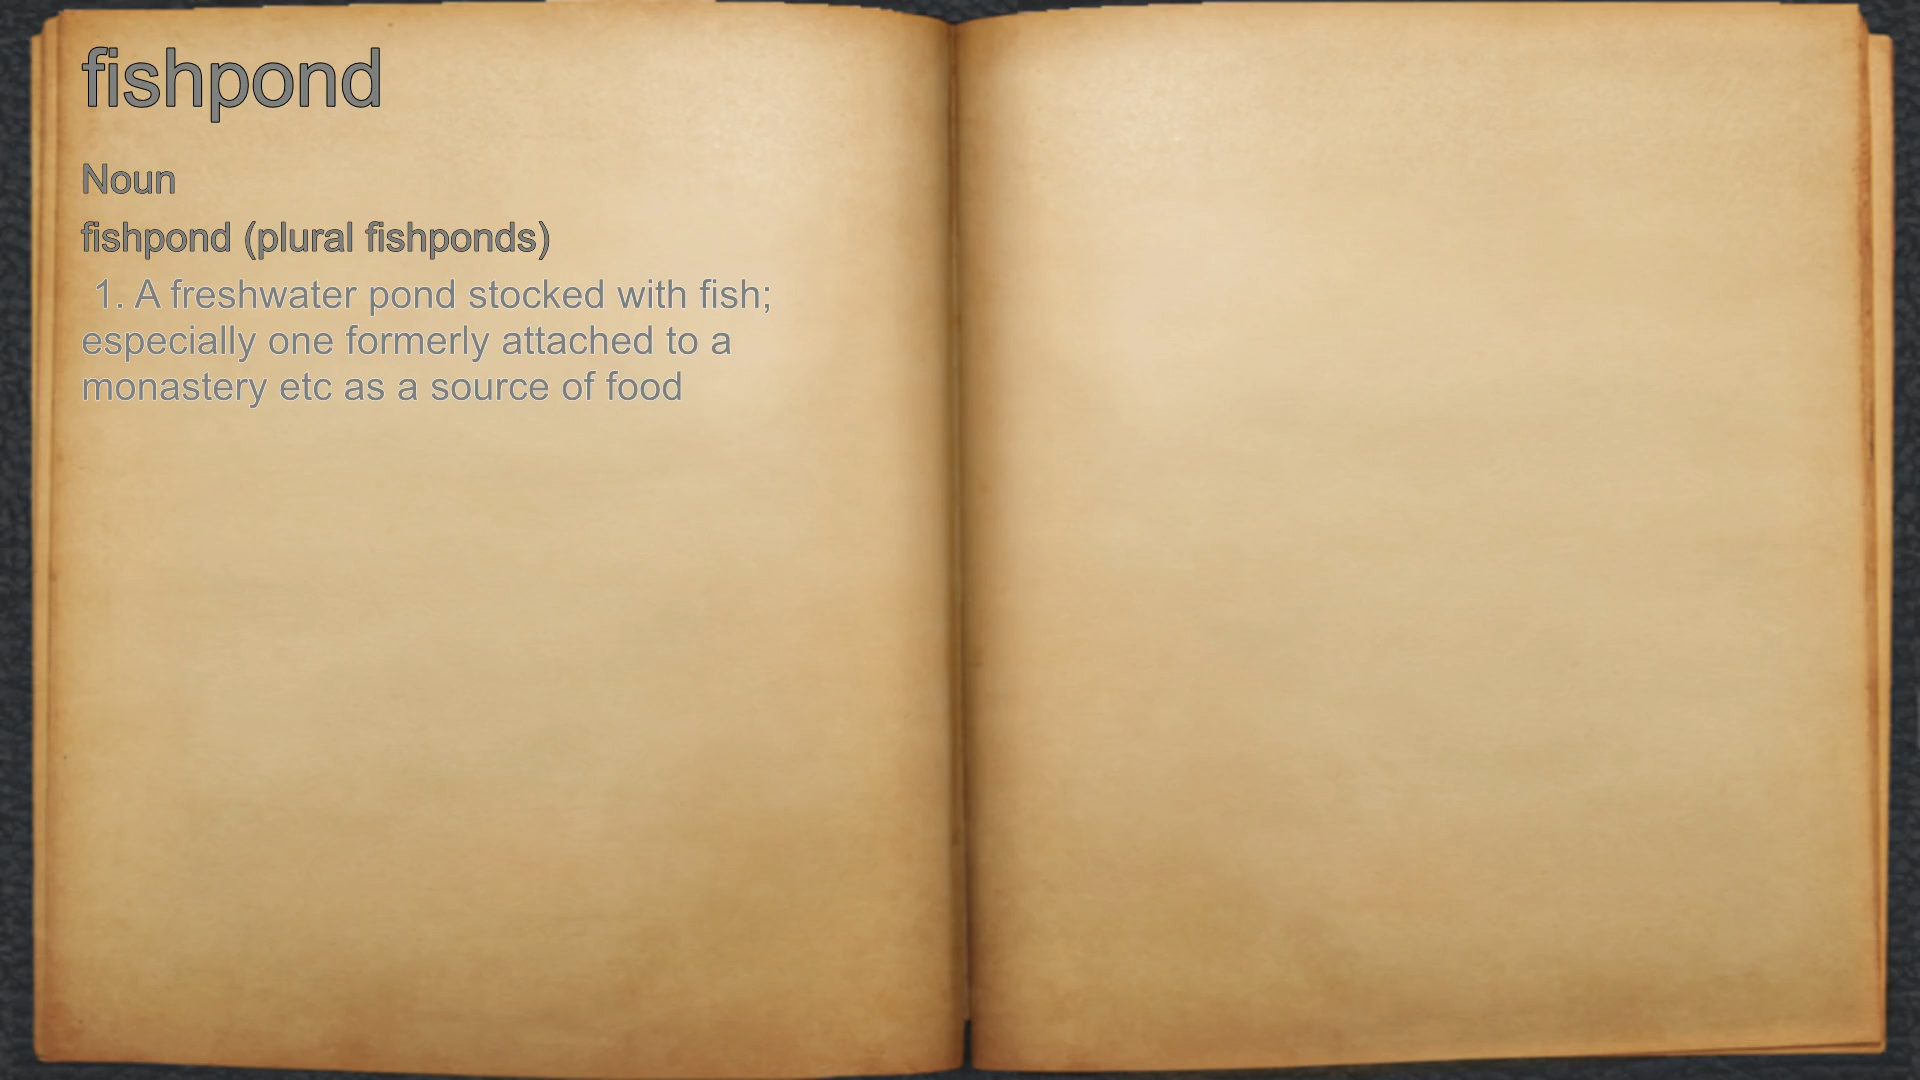 fishpond
Noun
fishpond (plural fishponds)
1. A freshwater pond stocked with fish;
especially one formerly attached to a
monastery etc as a source of food